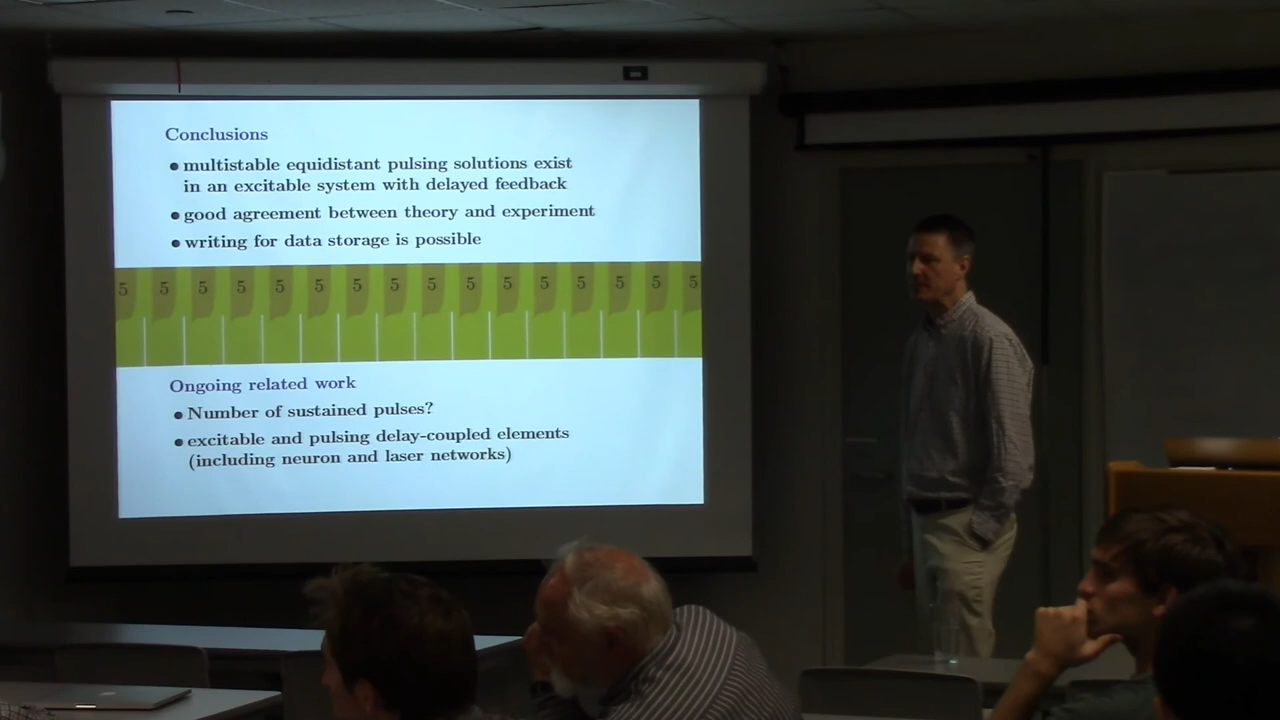 Conclusions
• multistable equidistant pulsing solutions exist
in an excitable system with delayed feedback
• good agreement between theory and experiment
• writing for data storage is possible
5 5 5 5 5 5 5 5 5 5 5 5 5 5 5 5
Ongoing related work
• Number of sustained pulses?
• excitable and pulsing delay-coupled elements
(including neuron and laser networks)